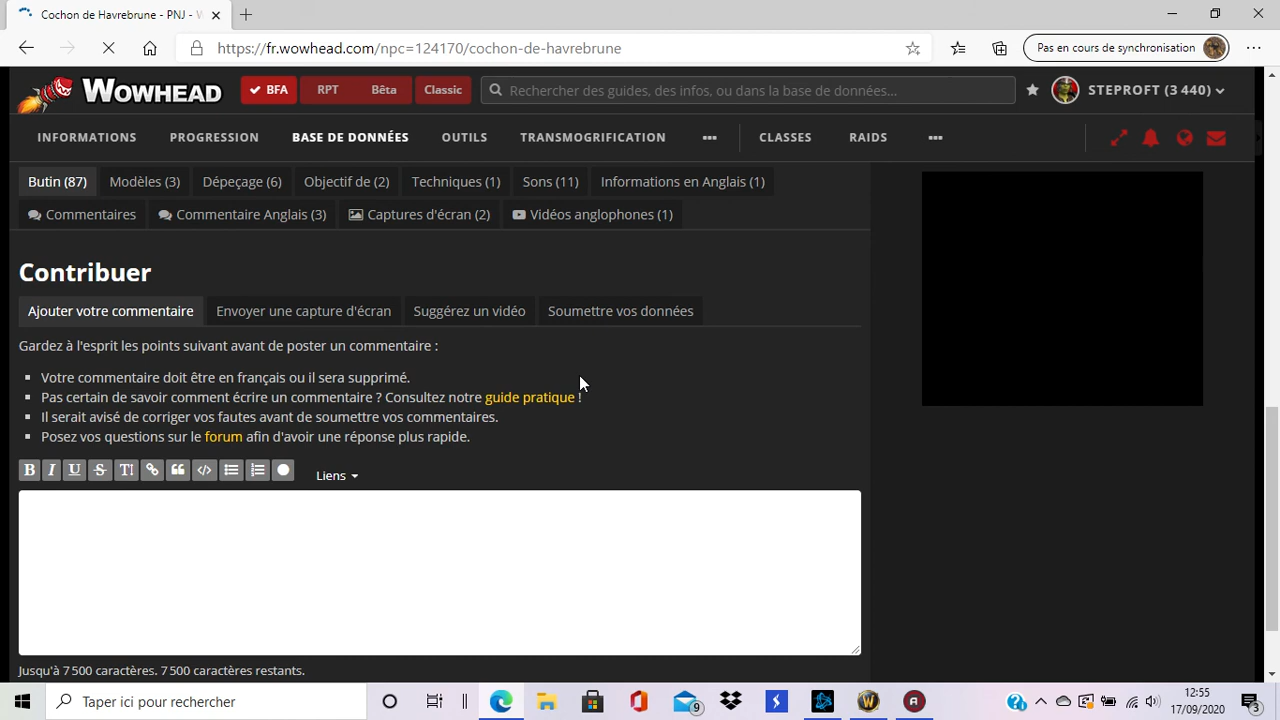 Cochon de Havrebrune - PNJ - W
https://fr.wowhead.com/npc=124170/cochon-de-havrebrune
Pas en cours de synchronisation
WOWHEAD
BFA
RPT
Bêta
Classic
Rechercher des guides, des infos, ou dans la base de données...
STEPROFT (3 440)
INFORMATIONS PROGRESSION BASE DE DONNÉES OUTILS TRANSMOGRIFICATION ··· CLASSES RAIDS ···
Butin (87) Modèles (3) Dépeçage (6) Objectif de (2) Techniques (1) Sons (11) Informations en Anglais (1)
Commentaires Commentaire Anglais (3) Captures d'écran (2) Vidéos anglophones (1)
Contribuer
Ajouter votre commentaire Envoyer une capture d'écran Suggérez un vidéo Soumettre vos données
Gardez à l'esprit les points suivant avant de poster un commentaire :
Votre commentaire doit être en français ou il sera supprimé.
Pas certain de savoir comment écrire un commentaire ? Consultez notre guide pratique !
Il serait avisé de corriger vos fautes avant de soumettre vos commentaires.
Posez vos questions sur le forum afin d'avoir une réponse plus rapide.
B I U S T </> Liens
Jusqu'à 7 500 caractères. 7 500 caractères restants.
Taper ici pour rechercher
9
12:55
17/09/2020
3